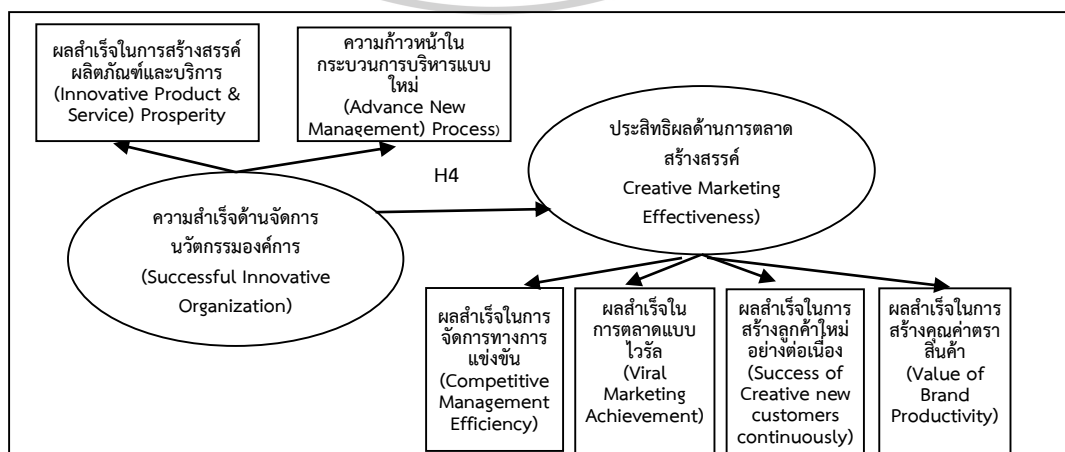 ผลสำเร็จในการสร้างสรรค์
ผลิตภัณฑ์และบริการ
(Innovative Product &
Service) Prosperity
ความก้าวหน้าใน
กระบวนการบริหารแบบ
ใหม่
(Advance New
Management) Process)
ประสิทธิผลด้านการตลาด
สร้างสรรค์
Creative Marketing
Effectiveness)
H4
ความสำเร็จด้านจัดการ
นวัตกรรมองค์การ
(Successful Innovative
Organization)
ผลสำเร็จในการ
จัดการทางการ
แข่งขัน
(Competitive
Management
Efficiency)
ผลสำเร็จใน
การตลาดแบบ
ไวรัล
(Viral
Marketing
Achievement)
ผลสำเร็จในการ
สร้างลูกค้าใหม่
อย่างต่อเนื่อง
(Success of
Creative new
customers
continuously)
ผลสำเร็จในการ
สร้างคุณค่าตรา
สินค้า
(Value of
Brand
Productivity)